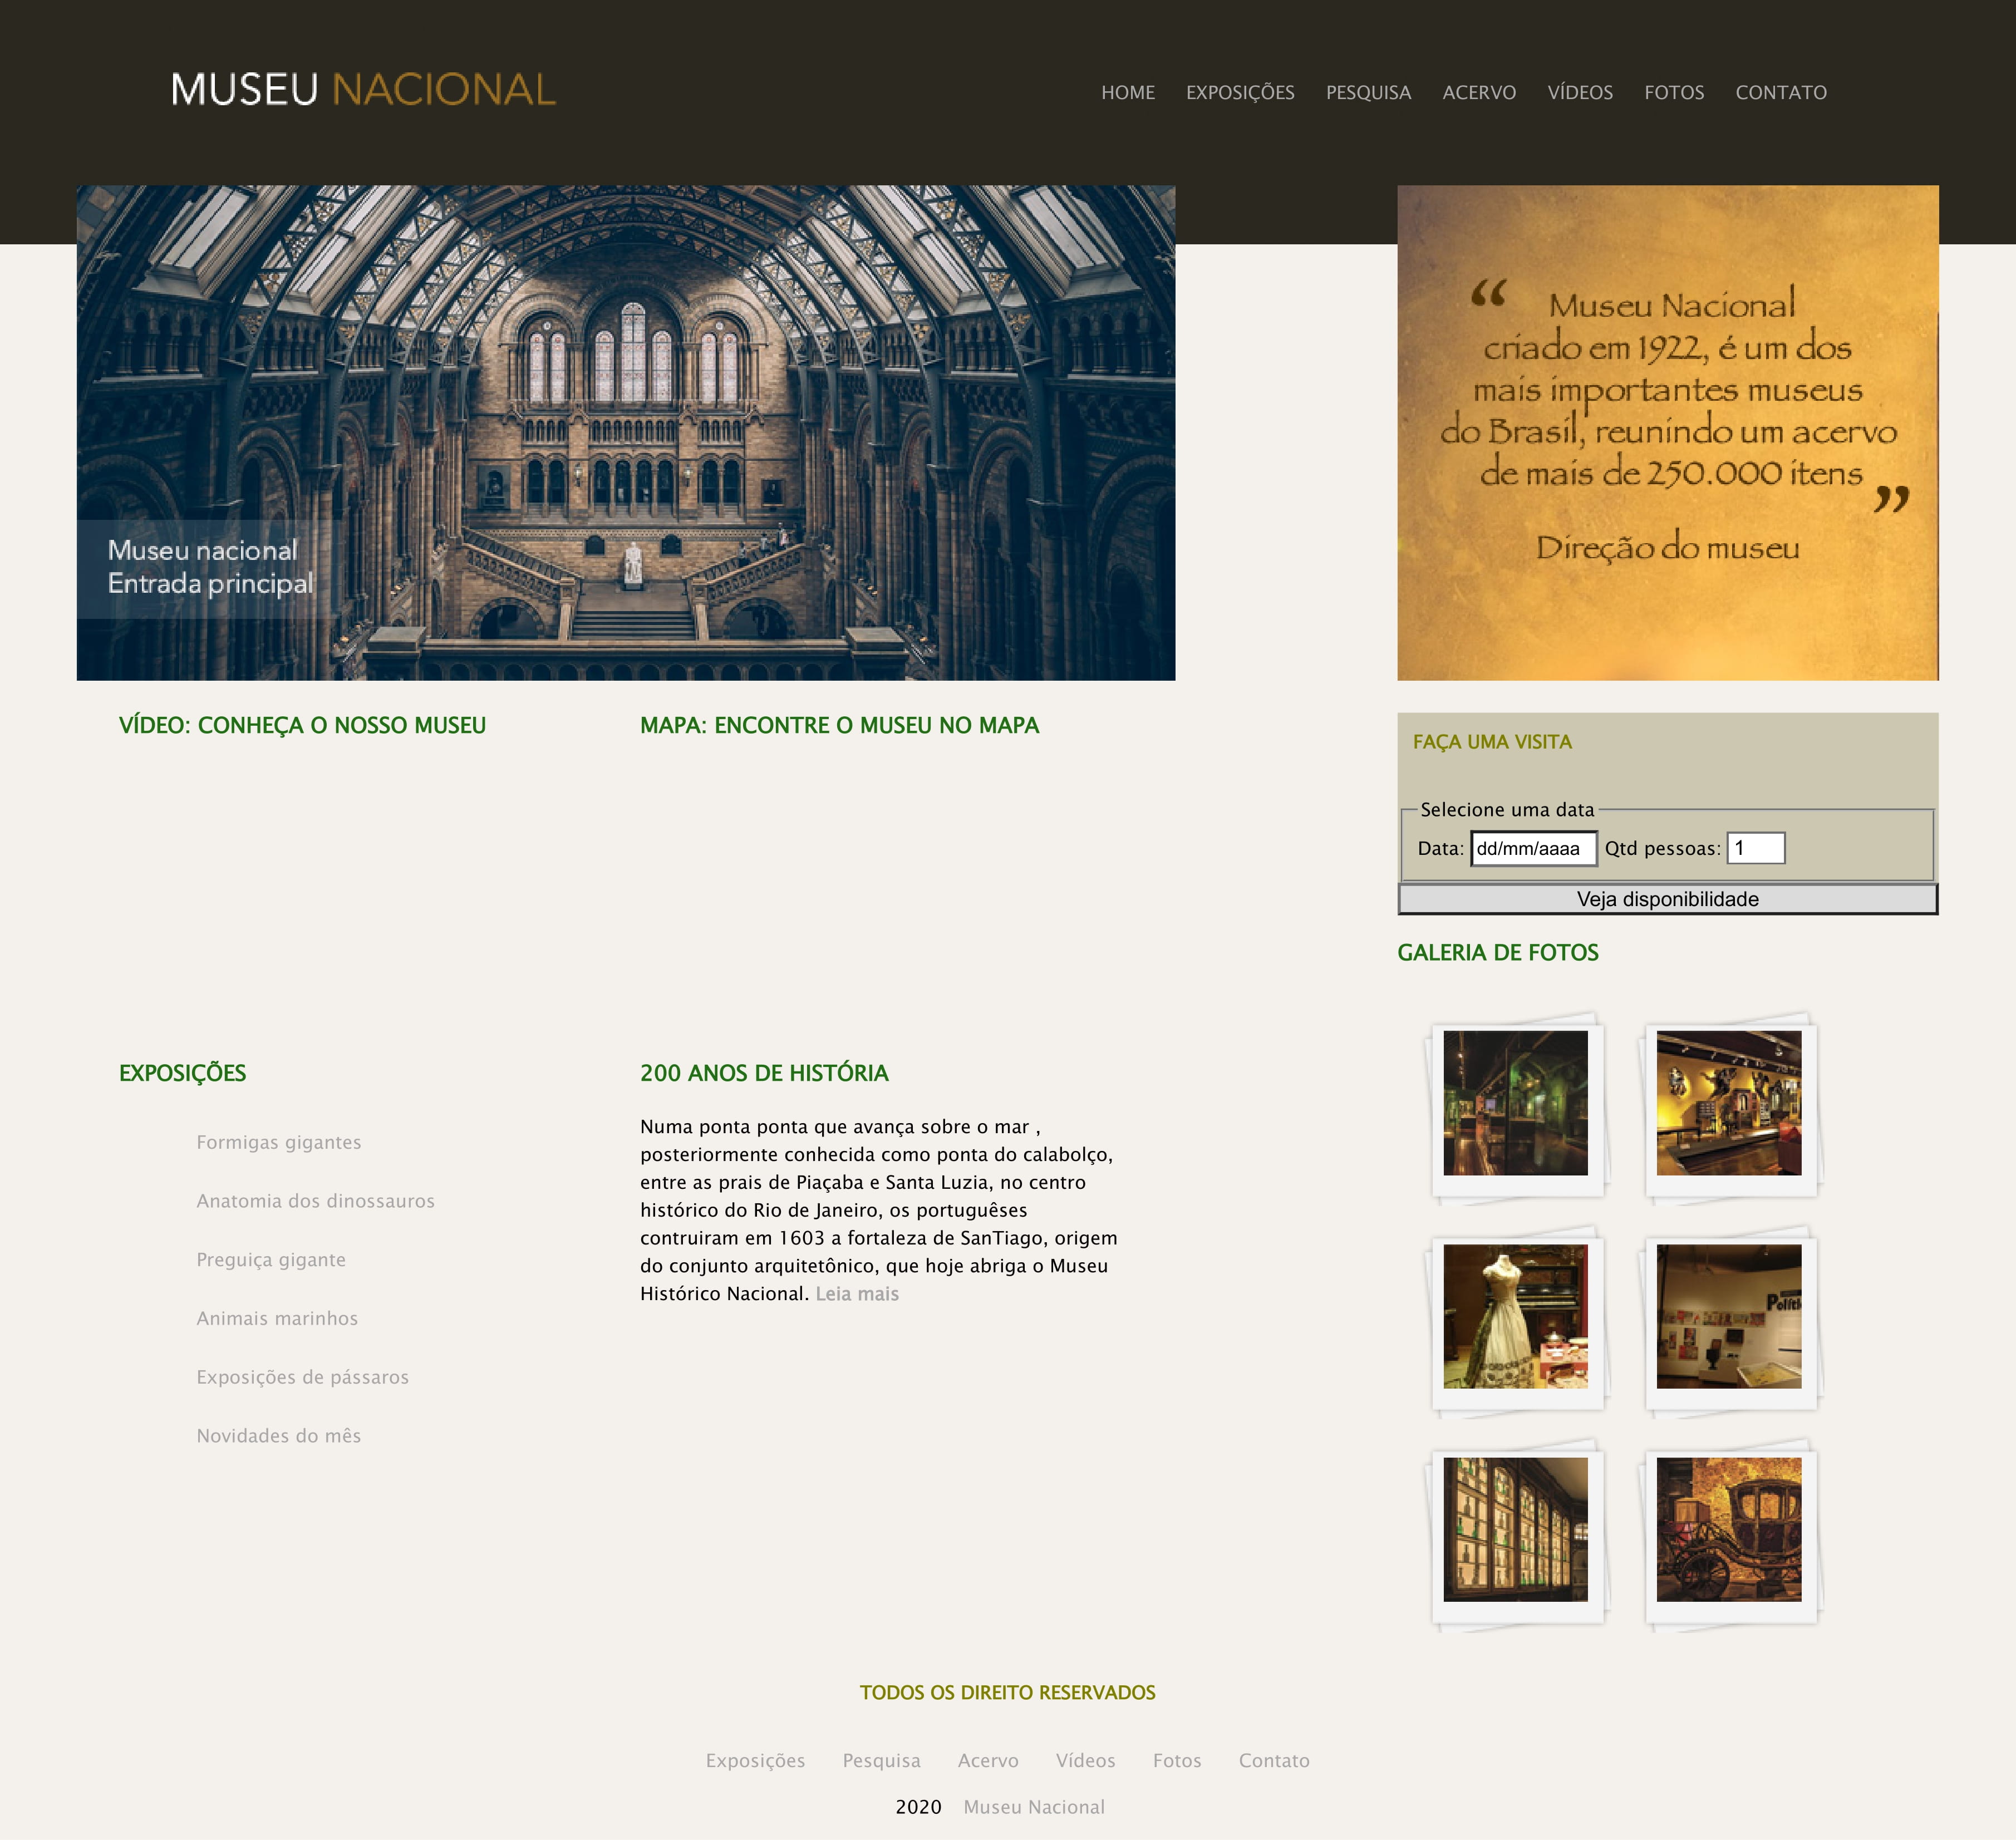 MUSEU NACIONAL
HOME EXPOSIÇÕES PESQUISA ACERVO VÍDEOS FOTOS CONTATO
Museu nacional
Entrada principal
“ Museu Nacional
criado em 1922, é um dos
mais importantes museus
do Brasil, reunindo um acervo
de mais de 250.000 itens ”
Direção do museu
VÍDEO: CONHEÇA O NOSSO MUSEU
MAPA: ENCONTRE O MUSEU NO MAPA
FAÇA UMA VISITA
Selecione uma data
Data: dd/mm/aaaa Qtd pessoas: 1
Veja disponibilidade
GALERIA DE FOTOS
Políti
EXPOSIÇÕES
Formigas gigantes
Anatomia dos dinossauros
Preguiça gigante
Animais marinhos
Exposições de pássaros
Novidades do mês
200 ANOS DE HISTÓRIA
Numa ponta ponta que avança sobre o mar ,
posteriormente conhecida como ponta do calabolço,
entre as prais de Piaçaba e Santa Luzia, no centro
histórico do Rio de Janeiro, os portuguêses
contruiram em 1603 a fortaleza de SanTiago, origem
do conjunto arquitetônico, que hoje abriga o Museu
Histórico Nacional. Leia mais
TODOS OS DIREITO RESERVADOS
Exposições Pesquisa Acervo Vídeos Fotos Contato
2020 Museu Nacional